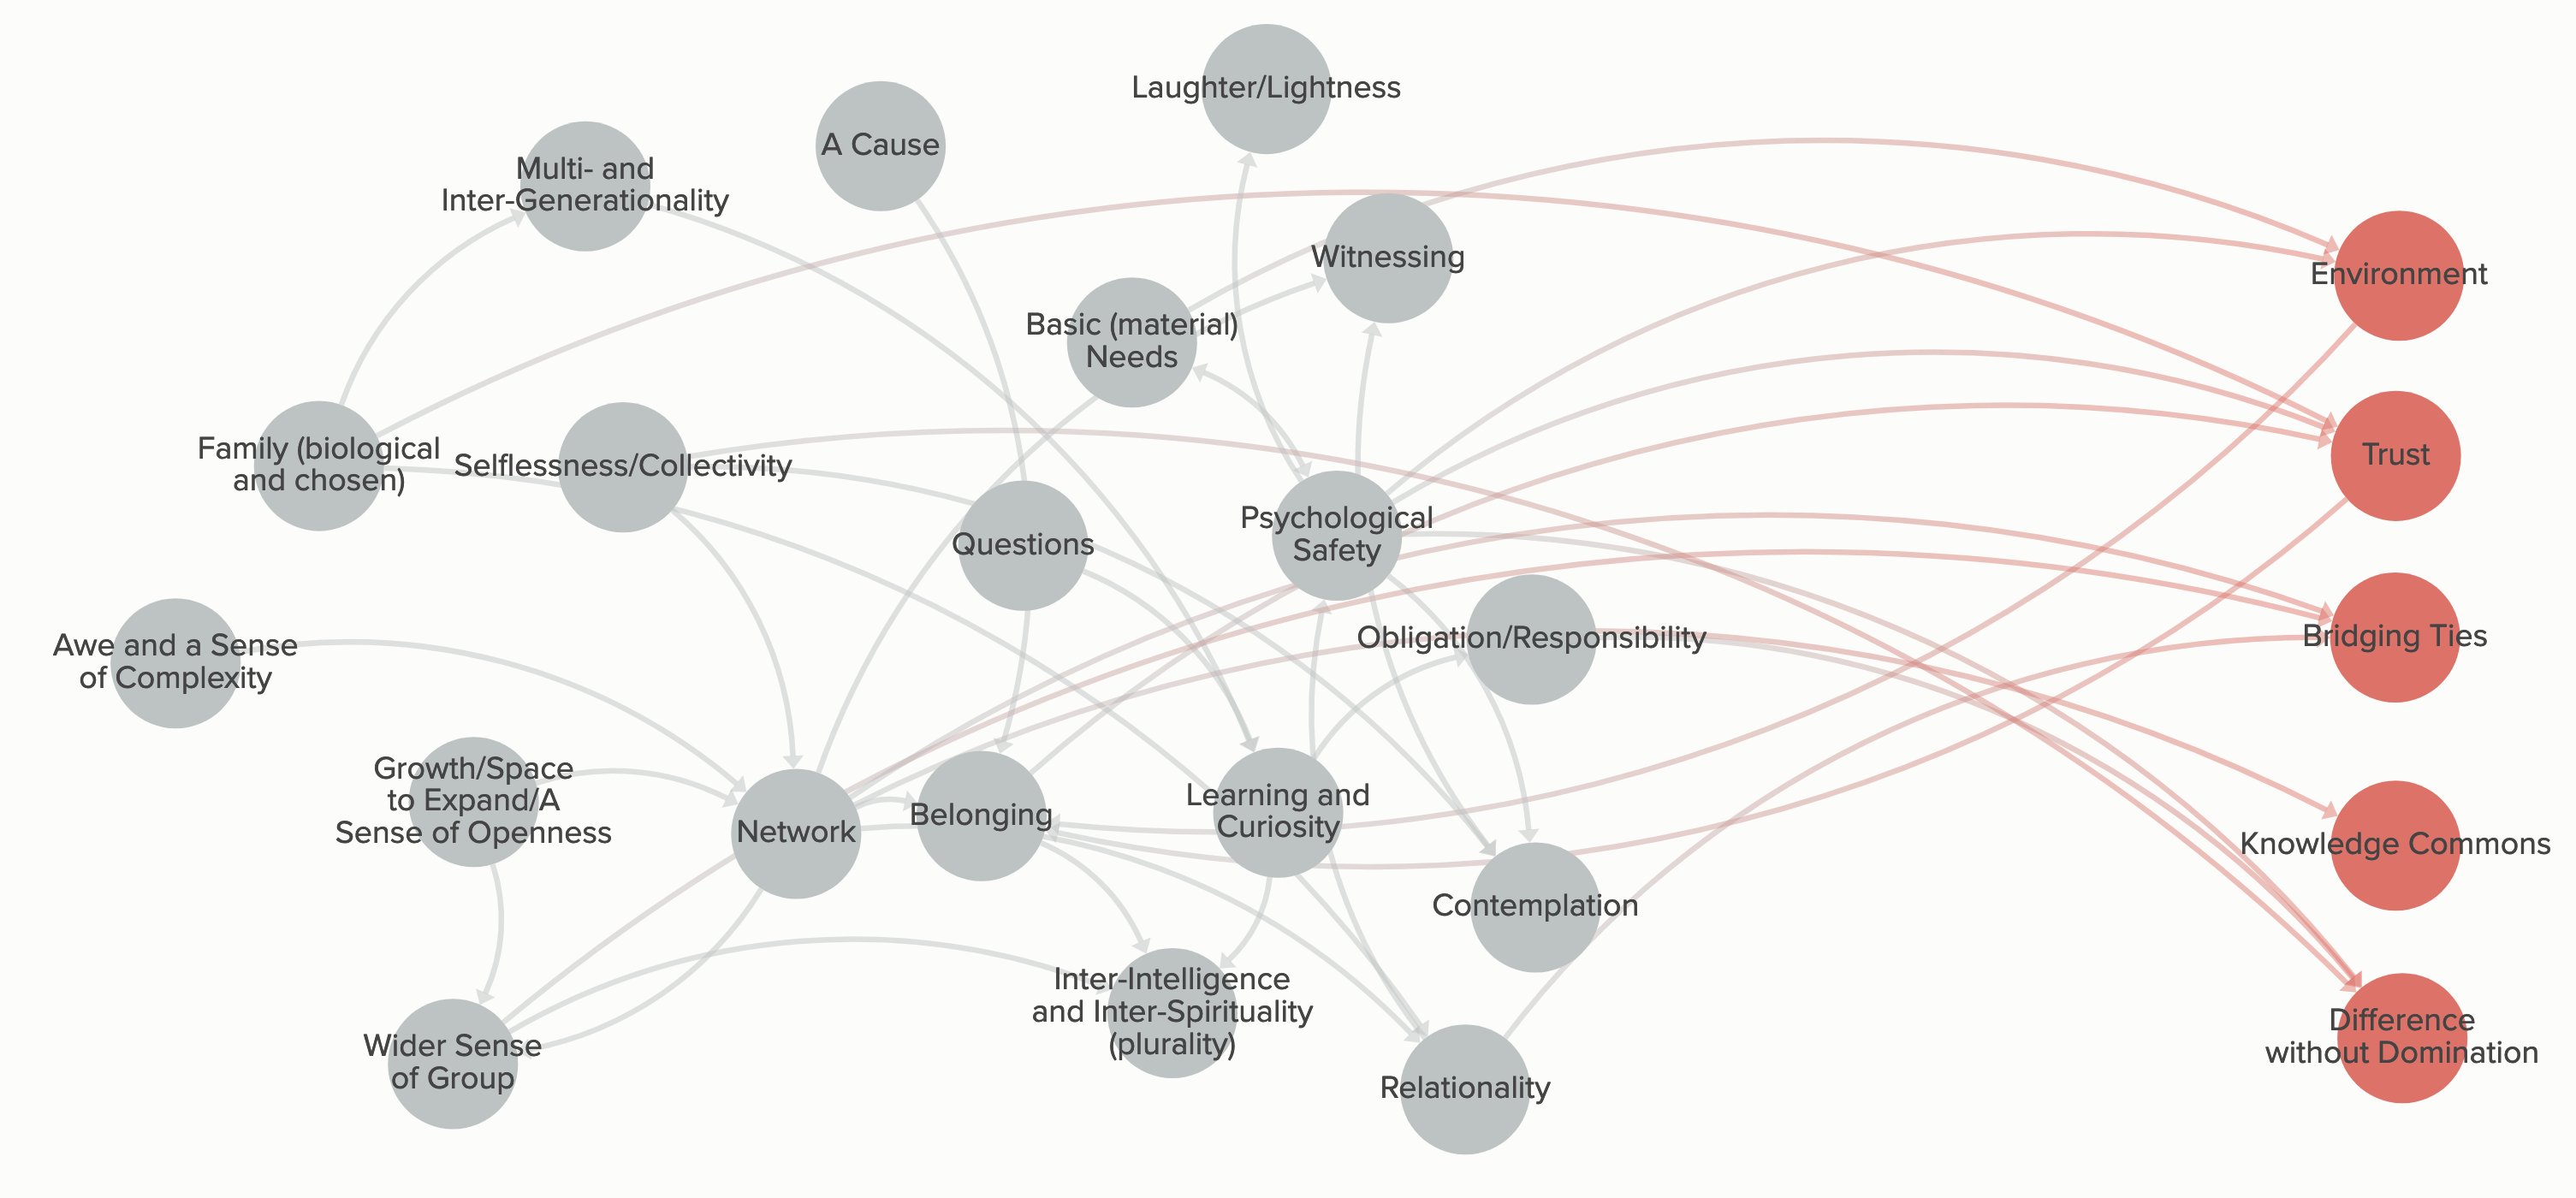 Laughter/Lightness
A Cause
Multi- and
Inter-Generationality
Witnessing
Environment
Basic (material)
Needs
Family (biological
and chosen)
Selflessness/Collectivity
Trust
Psychological
Safety
Questions
Obligation/Responsibility
Bridging Ties
Awe and a Sense
of Complexity
Growth/Space
to Expand/A
Sense of Openness
Network
Belonging
Learning and
Curiosity
Knowledge Commons
Contemplation
Inter-Intelligence
and Inter-Spirituality
(plurality)
Difference
without Domination
Wider Sense
of Group
Relationality